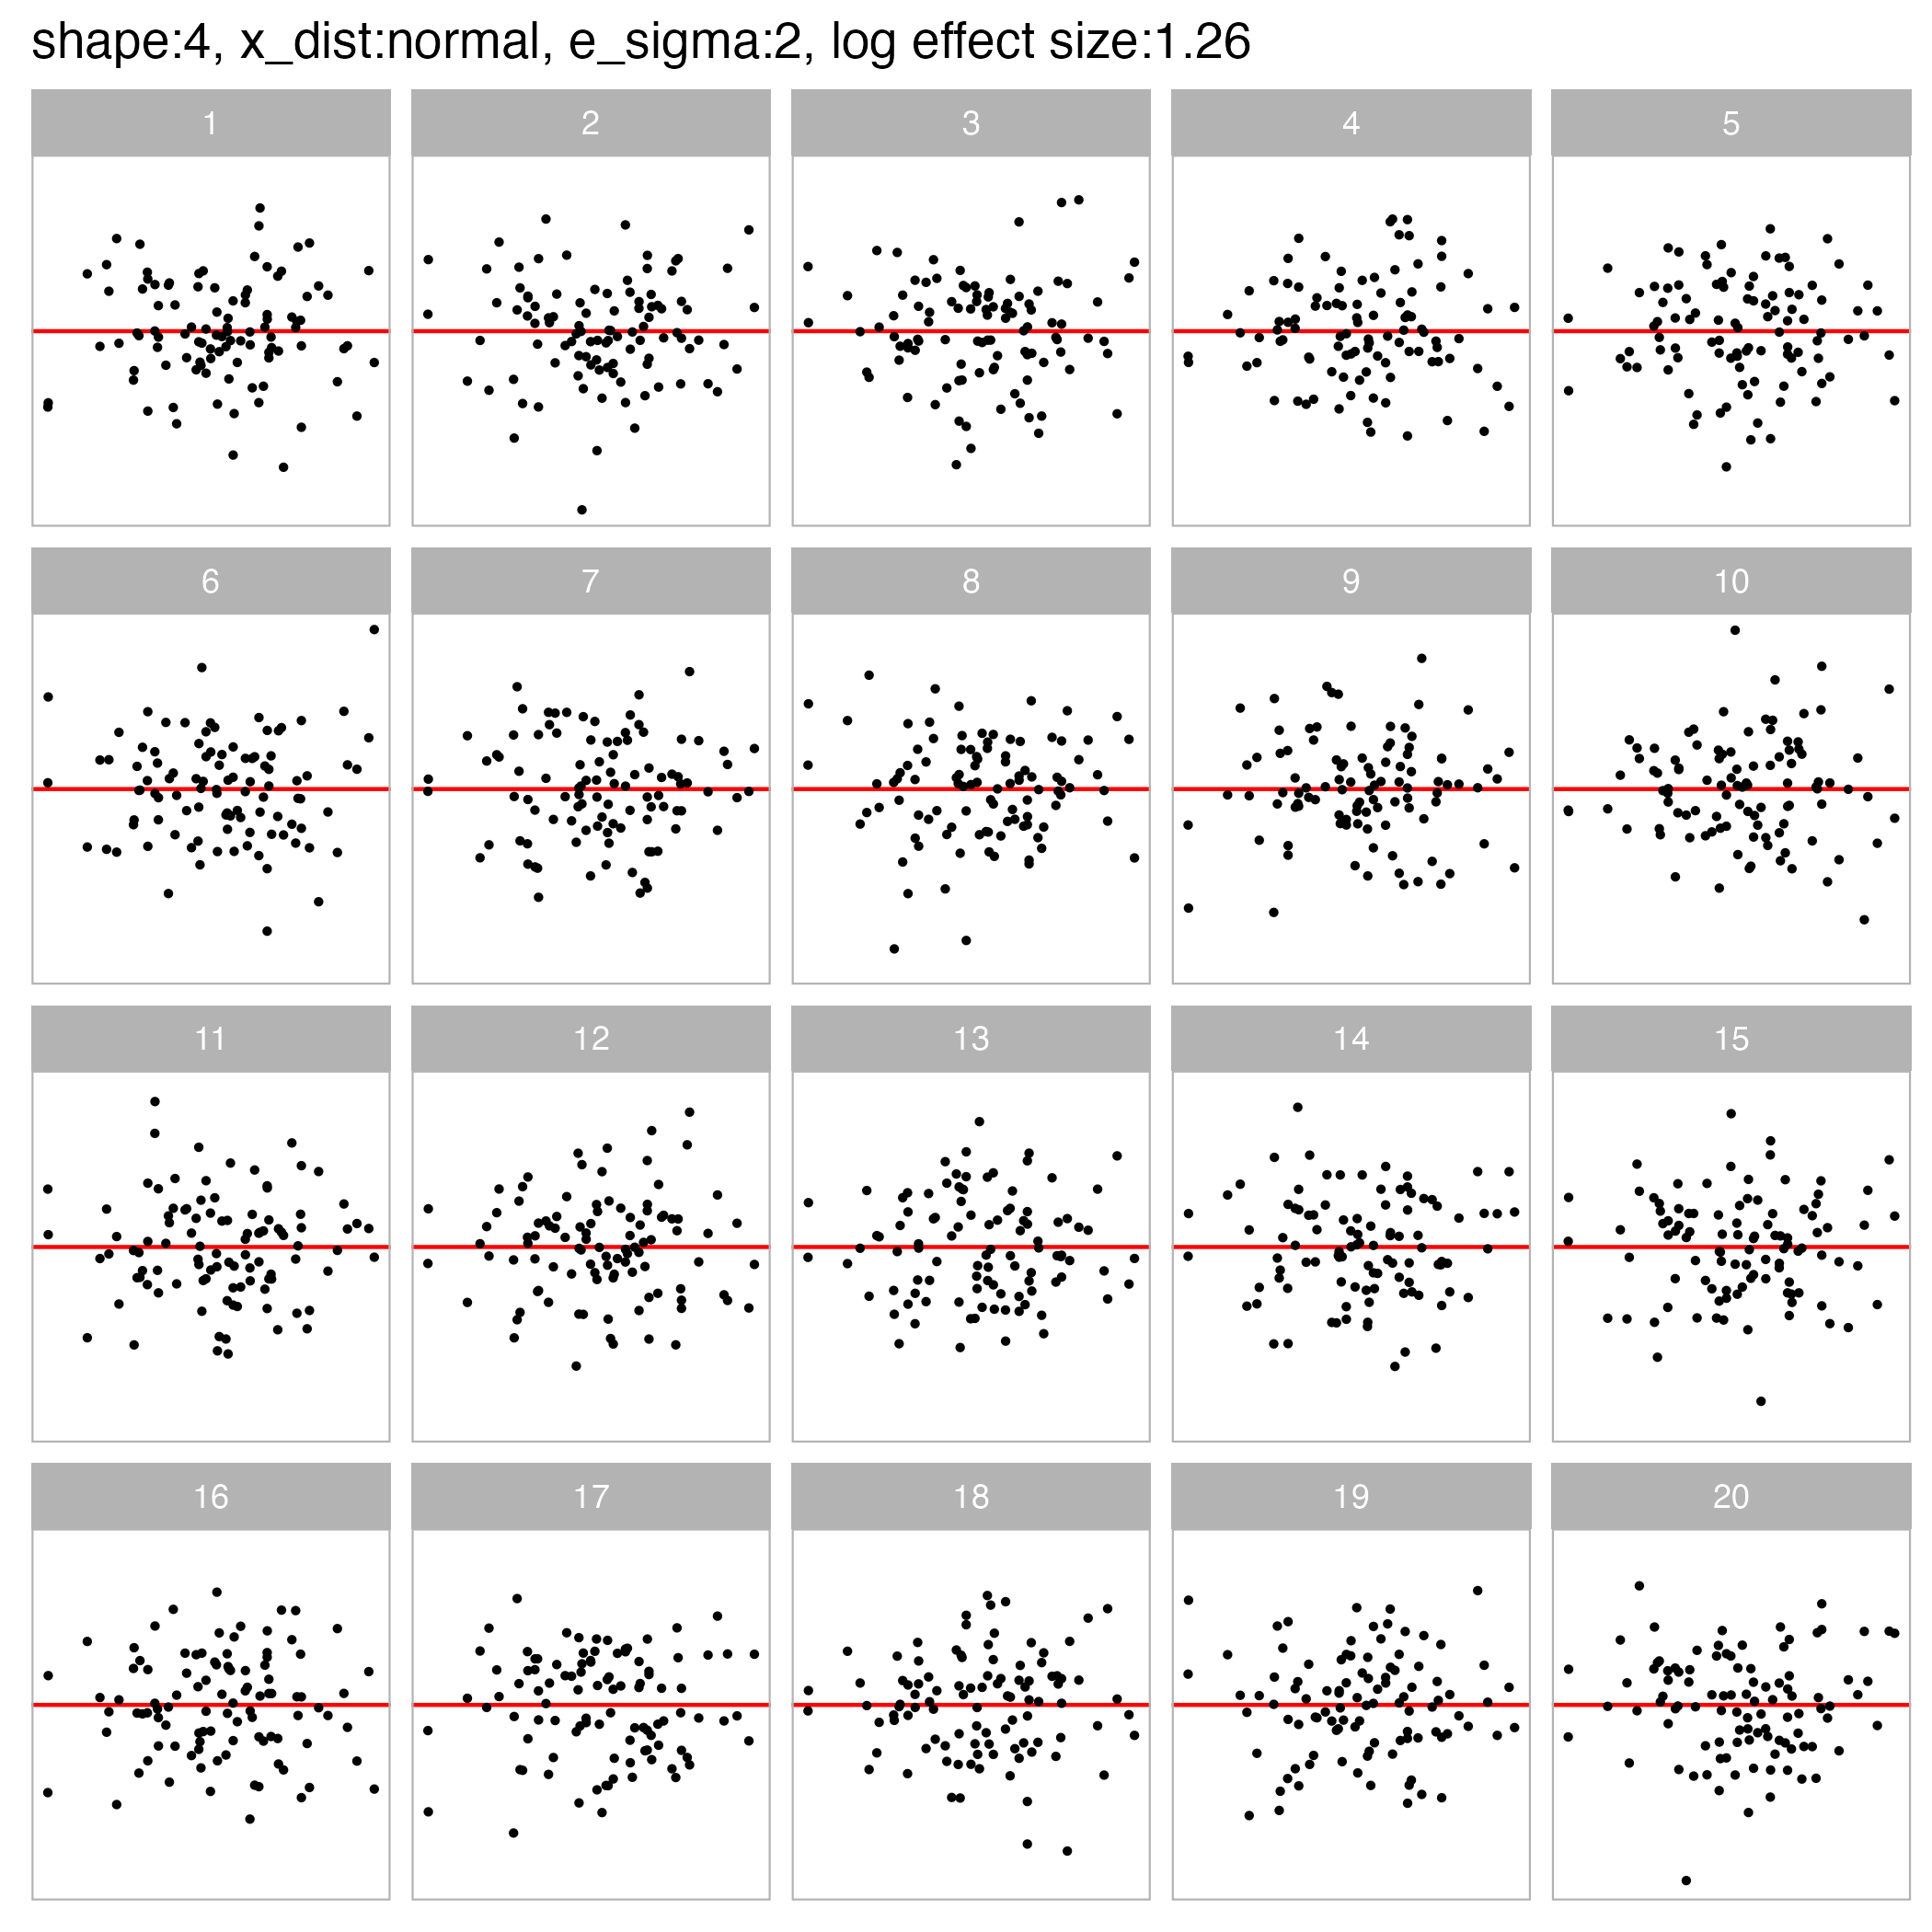 shape:4, x_dist:normal, e_sigma:2, log effect size:1.26
1 2 3 4 5
6 7 8 9 10
11 12 13 14 15
16 17 18 19 20